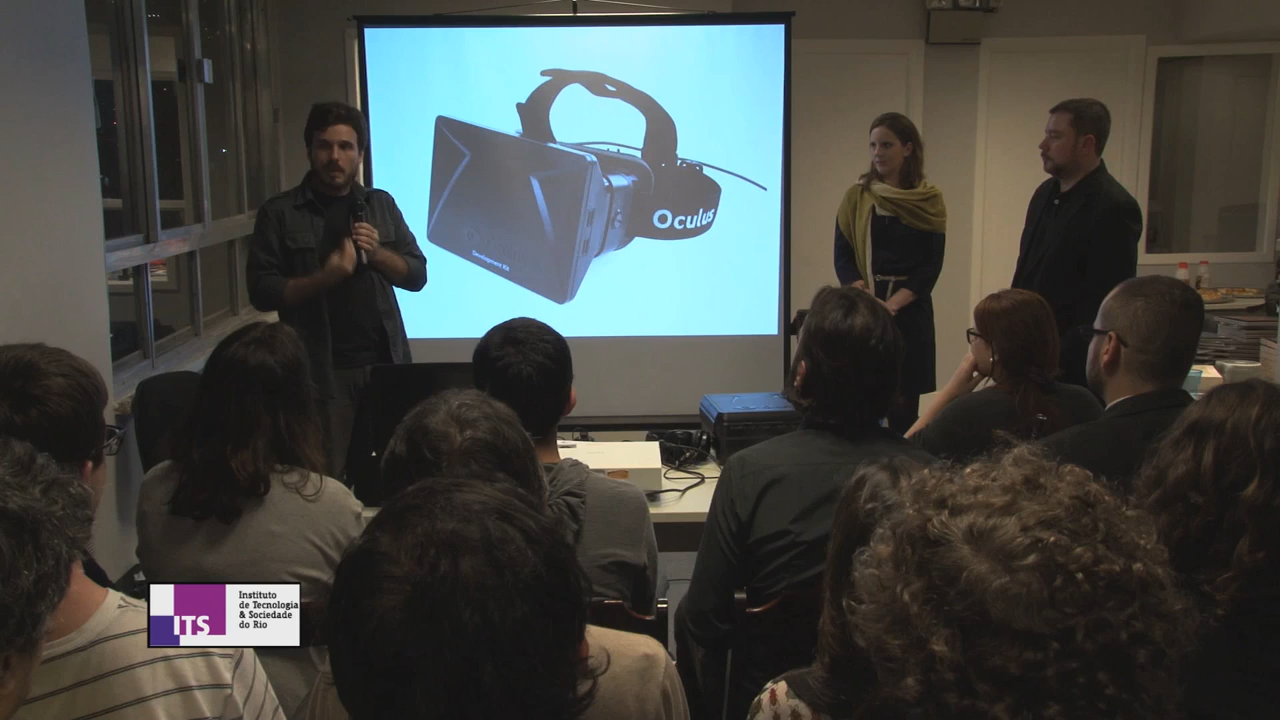 Oculus
Development Kit
ITS
Instituto
de Tecnologia
& Sociedade
do Rio